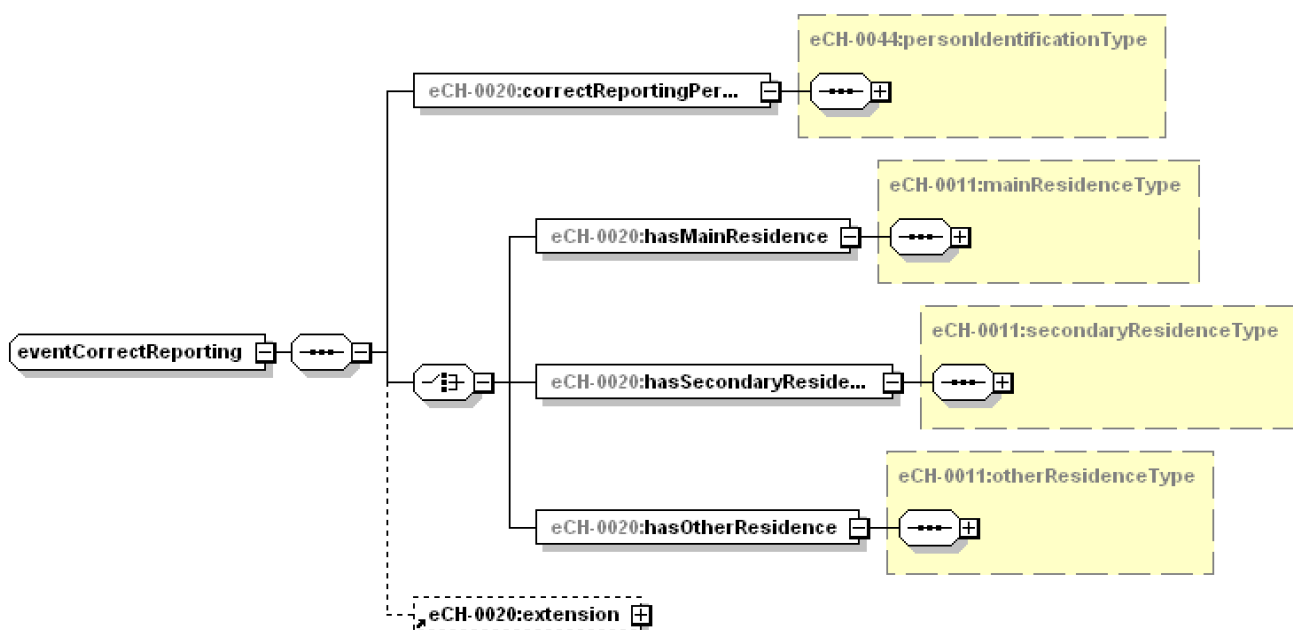 eCH-0044:personIdentificationType
eCH-0020:correctReportingPer...
eCH-0011:mainResidenceType
eCH-0020:hasMainResidence
eCH-0011:secondaryResidenceType
eventCorrectReporting
eCH-0020:hasSecondaryReside...
eCH-0011:otherResidenceType
eCH-0020:hasOtherResidence
eCH-0020:extension